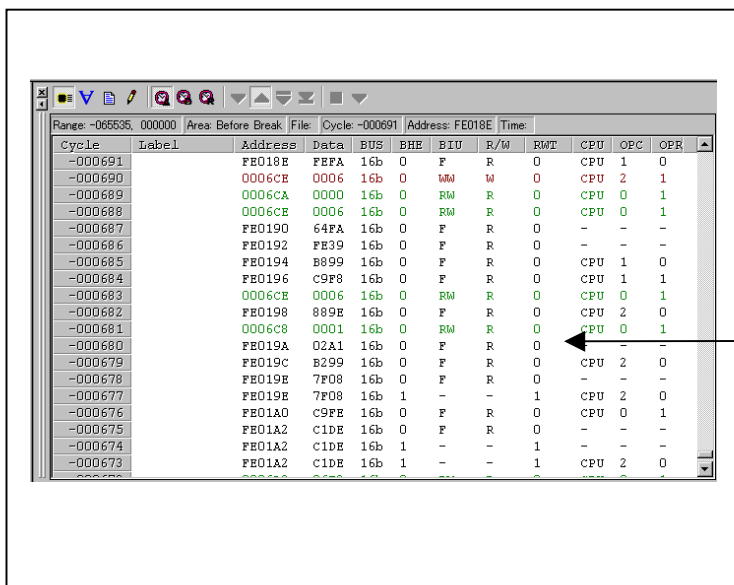 Range: -065535, 000000 Area: Before Break File: Cycle: -000691 Address: FE018E Time:
Cycle Label Address Data BUS BHE BIU R/W RWT CPU OPC OPR
-000691 FE018E FEFA 16b 0 F R 0 CPU 1 0
-000690 0006CE 0006 16b 0 WW W 0 CPU 2 1
-000689 0006CA 0000 16b 0 RW R 0 CPU 0 1
-000688 0006CE 0006 16b 0 RW R 0 CPU 0 1
-000687 FE0190 64FA 16b 0 F R 0 - - -
-000686 FE0192 FE39 16b 0 F R 0 - - -
-000685 FE0194 B899 16b 0 F R 0 CPU 1 0
-000684 FE0196 C9F8 16b 0 F R 0 CPU 1 1
-000683 0006CE 0006 16b 0 RW R 0 CPU 0 1
-000682 FE0198 889E 16b 0 F R 0 CPU 2 0
-000681 0006C8 0001 16b 0 RW R 0 CPU 0 1
-000680 FE019A 02A1 16b 0 F R 0 - - -
-000679 FE019C B299 16b 0 F R 0 CPU 2 0
-000678 FE019E 7F08 16b 0 F R 0 - - -
-000677 FE019E 7F08 16b 1 - - 1 CPU 2 0
-000676 FE01A0 C9FE 16b 0 F R 0 CPU 0 1
-000675 FE01A2 C1DE 16b 0 F R 0 - - -
-000674 FE01A2 C1DE 16b 1 - - 1 - - -
-000673 FE01A2 C1DE 16b 1 - - 1 CPU 2 0